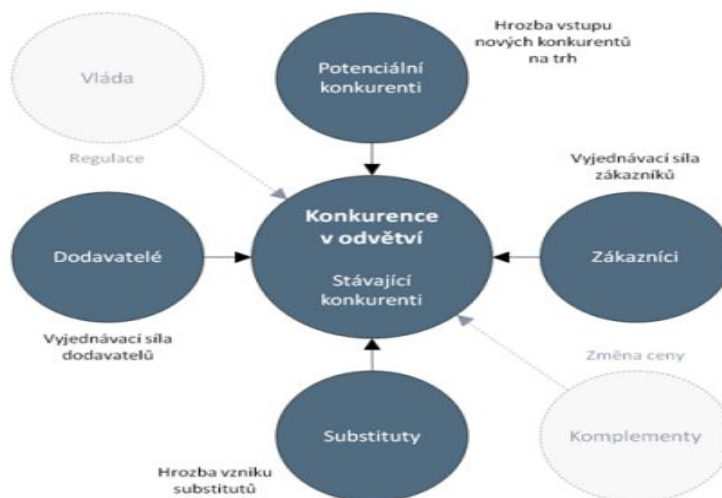 Hrozba vstupu
nových konkurentů
na trh
Potenciální
konkurenti
Vláda
Regulace
Vyjednávací síla
zákazníků
Konkurence
v odvětví
Stávající
konkurenti
Dodavatelé
Zákazníci
Vyjednávací síla
dodavatelů
Změna ceny
Substituty
Komplementy
Hrozba vzniku
substitutů